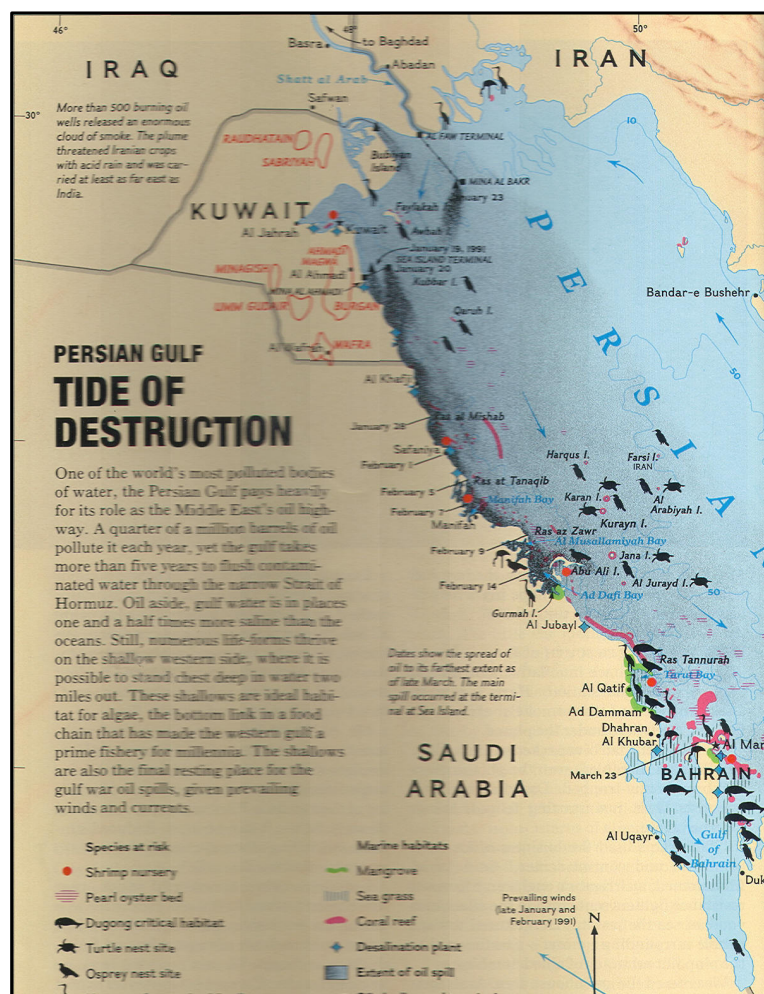 46°
48°
50°
to Baghdad
Basra
IRAQ
Abadan
IRAN
Shatt al Arab
Safwan
More than 500 burning oil
wells released an enormous
cloud of smoke. The plume
threatened Iranian crops
with acid rain and was car-
ried at least as far east as
India.
30°
10
RAUDHATAIN
SABRIYAH
AL FAW TERMINAL
Bubiyan
Island
MINA AL BAKR
January 23
KUWAIT
Faylakah I.
Al Jahrah
Kuwait
Awhah I.
PERSIA
January 19, 1991
SEA ISLAND TERMINAL
January 20
AHMADI
MAGWA
MINAGISH
Al Ahmadi
MINA AL AHMADI
Kubbar I.
UMM GUDAIR
BURGAN
Qaruh I.
Bandar-e Bushehr
Al Wafrah
WAFRA
PERSIAN GULF
TIDE OF
DESTRUCTION
Al Khafji
50
Ras al Mishab
January 28
Safaniya
February 1
Harqus I.
Farsi I.
IRAN
One of the world's most polluted bodies
of water, the Persian Gulf pays heavily
for its role as the Middle East's oil high-
way. A quarter of a million barrels of oil
pollute it each year, yet the gulf takes
more than five years to flush contami-
nated water through the narrow Strait of
Hormuz. Oil aside, gulf water is in places
one and a half times more saline than the
oceans. Still, numerous life-forms thrive
on the shallow western side, where it is
possible to stand chest deep in water two
miles out. These shallows are ideal habi-
tat for algae, the bottom link in a food
chain that has made the western gulf a
prime fishery for millennia. The shallows
are also the final resting place for the
gulf war oil spills, given prevailing
winds and currents.
February 5
Ras at Tanaqib
Manifah Bay
Karan I.
Al
Arabiyah I.
February 7
Manifah
Kurayn I.
Ras az Zawr
Al Musallamiyah Bay
February 9
Jana I.
Abu Ali I.
February 14
Al Jurayd I.
Ad Dafi Bay
50
Gurmah I.
Al Jubayl
Dates show the spread of
oil to its farthest extent as
of late March. The main
spill occurred at the termi-
nal at Sea Island.
Ras Tannurah
Tarut Bay
Al Qatif
Ad Dammam
Dhahran
Al Khubar
Al Mar
SAUDI
ARABIA
March 23
BAHRAIN
Al Uqayr
Gulf
of
Bahrain
Duk
Species at risk
Shrimp nursery
Pearl oyster bed
Dugong critical habitat
Turtle nest site
Osprey nest site
Marine habitats
Mangrove
Sea grass
Coral reef
Desalination plant
Extent of oil spill
Prevailing winds
(late January and
February 1991)
N